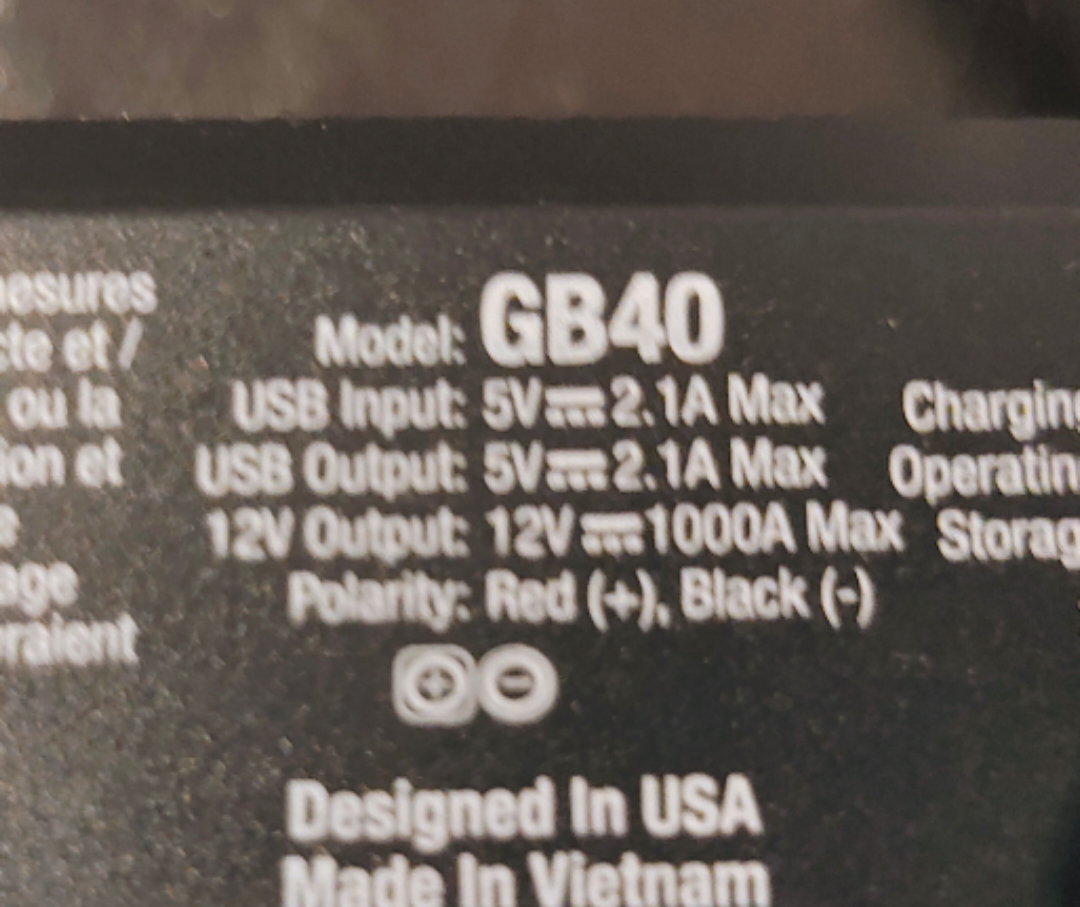 esures
cte et /
ou la
ion et
age
raient
Model: GB40
USB Input: 5V⎓2.1A Max
USB Output: 5V⎓2.1A Max
12V Output: 12V⎓1000A Max
Polarity: Red (+), Black (-)
+ -
Designed In USA
Made In Vietnam
Charging
Operatin
Storag